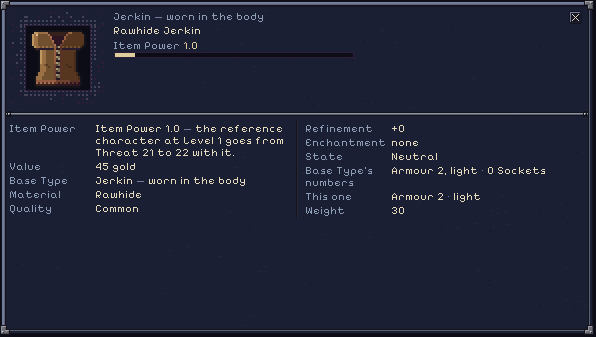 Jerkin — worn in the body
Rawhide Jerkin
Item Power 1.0
Item Power Item Power 1.0 — the reference
character at Level 1 goes from
Threat 21 to 22 with it.
Value 45 gold
Base Type Jerkin — worn in the body
Material Rawhide
Quality Common
Refinement +0
Enchantment none
State Neutral
Base Type's Armour 2, light · 0 Sockets
numbers
This one Armour 2 · light
Weight 30